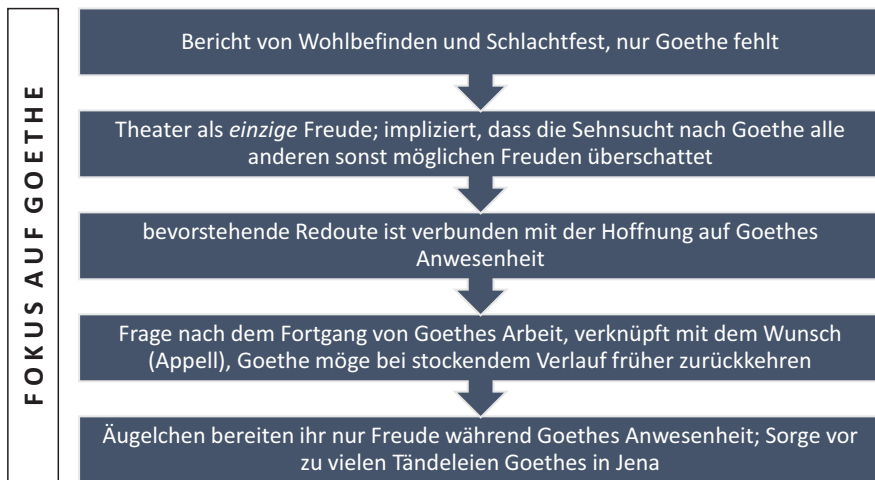 FOKUS AUF GOETHE
Bericht von Wohlbefinden und Schlachtfest, nur Goethe fehlt
Theater als einzige Freude; impliziert, dass die Sehnsucht nach Goethe alle
anderen sonst möglichen Freuden überschattet
bevorstehende Redoute ist verbunden mit der Hoffnung auf Goethes
Anwesenheit
Frage nach dem Fortgang von Goethes Arbeit, verknüpft mit dem Wunsch
(Appell), Goethe möge bei stockendem Verlauf früher zurückkehren
Äugelchen bereiten ihr nur Freude während Goethes Anwesenheit; Sorge vor
zu vielen Tändeleien Goethes in Jena